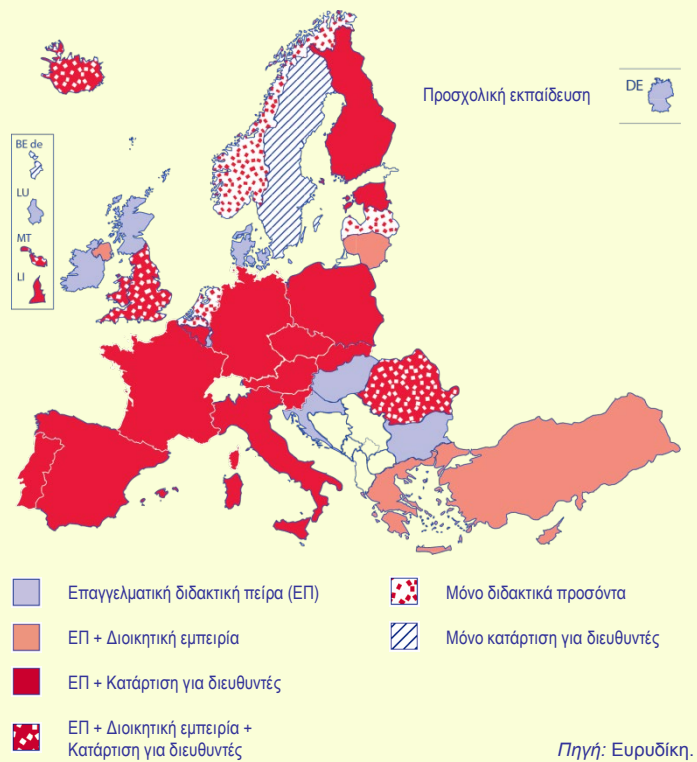 Προσχολική εκπαίδευση
DE
BE de
LU
MT
LI
Επαγγελματική διδακτική πείρα (ΕΠ)
ΕΠ + Διοικητική εμπειρία
ΕΠ + Κατάρτιση για διευθυντές
ΕΠ + Διοικητική εμπειρία +
Κατάρτιση για διευθυντές
Μόνο διδακτικά προσόντα
Μόνο κατάρτιση για διευθυντές
Πηγή: Ευρυδίκη.